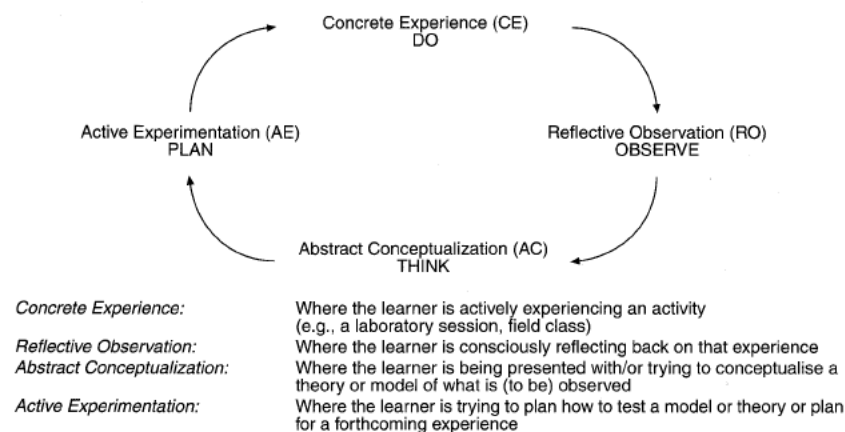 Concrete Experience (CE)
DO
Active Experimentation (AE)
PLAN
Reflective Observation (RO)
OBSERVE
Abstract Conceptualization (AC)
THINK
Concrete Experience: Where the learner is actively experiencing an activity
(e.g., a laboratory session, field class)
Reflective Observation: Where the learner is consciously reflecting back on that experience
Abstract Conceptualization: Where the learner is being presented with/or trying to conceptualise a
theory or model of what is (to be) observed
Active Experimentation: Where the learner is trying to plan how to test a model or theory or plan
for a forthcoming experience